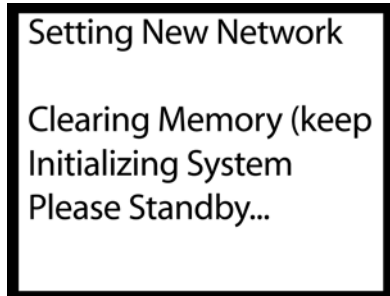 Setting New Network
Clearing Memory (keep
Initializing System
Please Standby...